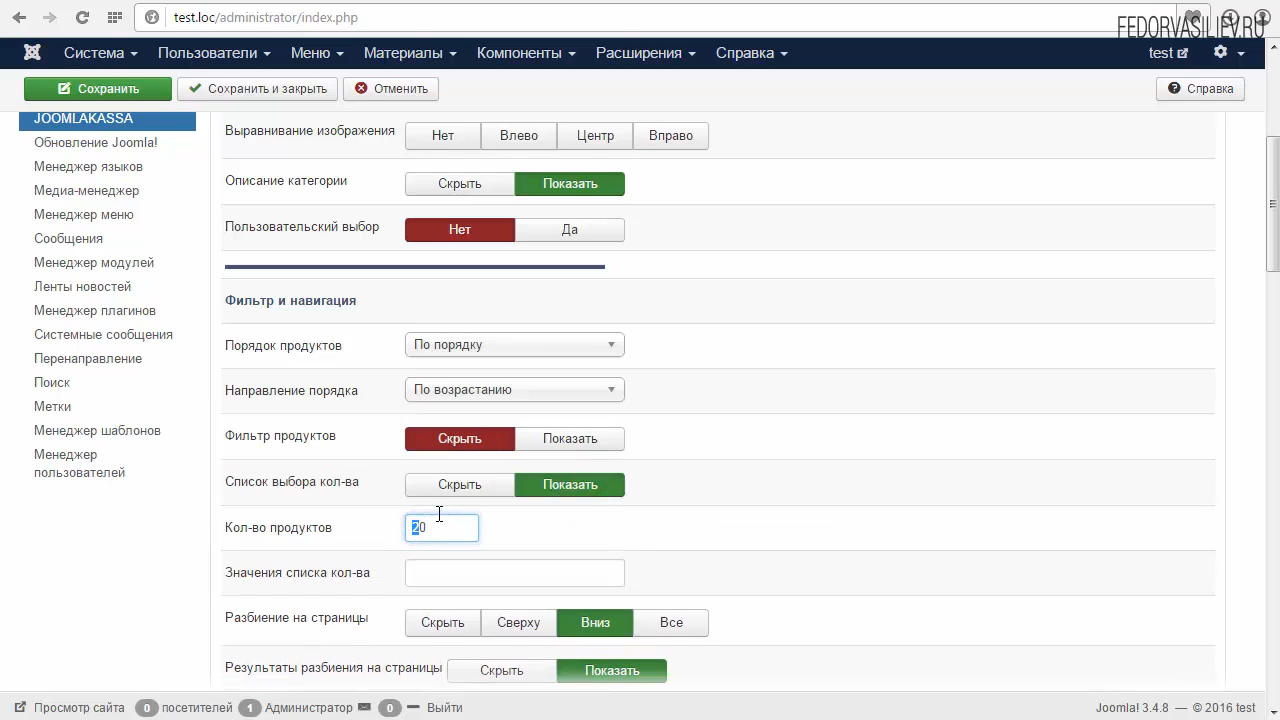 test.loc/administrator/index.php
FEDORVASILIEV.RU
Система Пользователи Меню Материалы Компоненты Расширения Справка test
Сохранить Сохранить и закрыть Отменить Справка
JOOMLAKASSA
Обновление Joomla!
Менеджер языков
Медиа-менеджер
Менеджер меню
Сообщения
Менеджер модулей
Ленты новостей
Менеджер плагинов
Системные сообщения
Перенаправление
Поиск
Метки
Менеджер шаблонов
Менеджер
пользователей
Выравнивание изображения Нет Влево Центр Вправо
Описание категории Скрыть Показать
Пользовательский выбор Нет Да
Фильтр и навигация
Порядок продуктов По порядку
Направление порядка По возрастанию
Фильтр продуктов Скрыть Показать
Список выбора кол-ва Скрыть Показать
Кол-во продуктов 20
Значения списка кол-ва
Разбиение на страницы Скрыть Сверху Вниз Все
Результаты разбиения на страницы Скрыть Показать
Просмотр сайта 0 посетителей 1 Администратор 0 Выйти Joomla! 3.4.8 — © 2016 test